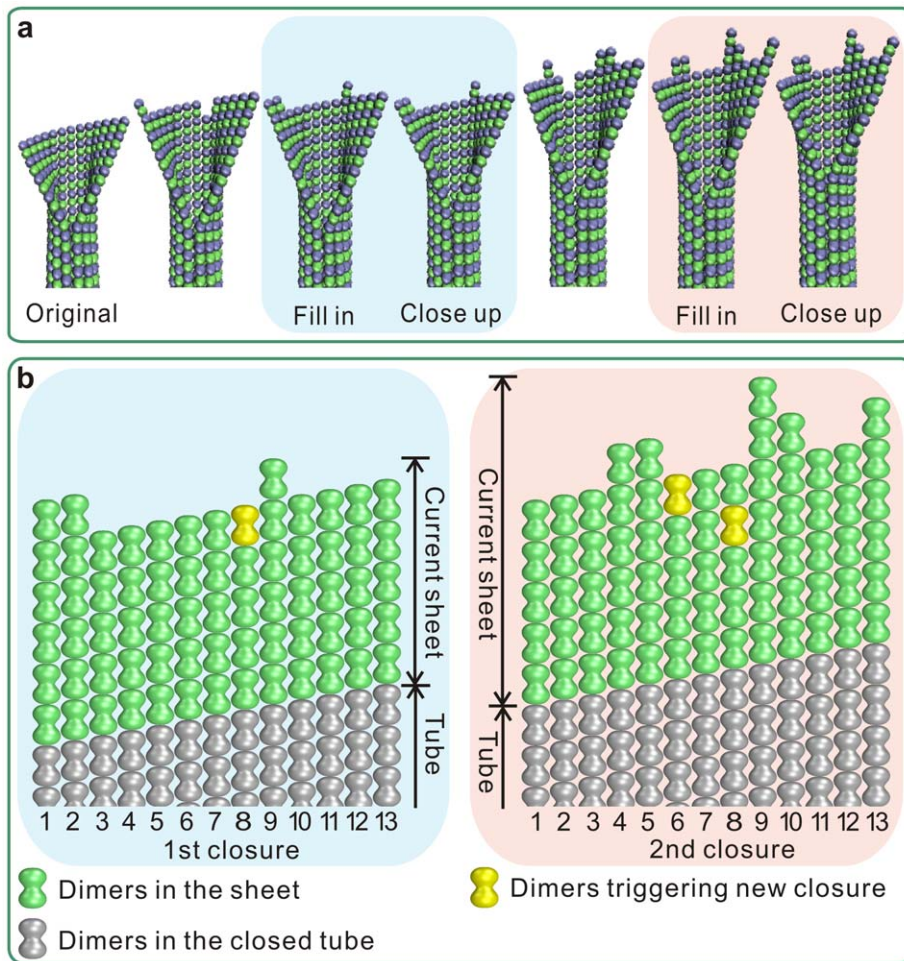 a
Original
Fill in
Close up
Fill in
Close up
b
Current sheet
Tube
1 2 3 4 5 6 7 8 9 10 11 12 13
1st closure
Current sheet
Tube
1 2 3 4 5 6 7 8 9 10 11 12 13
2nd closure
Dimers in the sheet
Dimers triggering new closure
Dimers in the closed tube